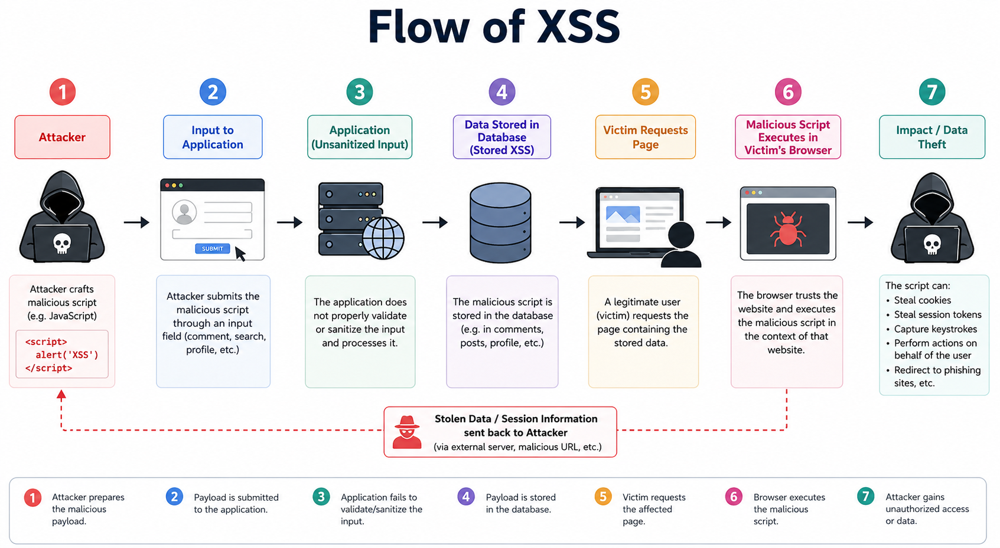 Flow of XSS
1
Attacker
2
Input to
Application
3
Application
(Unsanitized Input)
4
Data Stored in
Database
(Stored XSS)
5
Victim Requests
Page
6
Malicious Script
Executes in
Victim's Browser
7
Impact / Data
Theft
SUBMIT
Attacker crafts
malicious script
(e.g. JavaScript)
<script>
alert('XSS')
</script>
Attacker submits the
malicious script
through an input
field (comment, search,
profile, etc.)
The application does
not properly validate
or sanitize the input
and processes it.
The malicious script is
stored in the database
(e.g. in comments,
posts, profile, etc.)
A legitimate user
(victim) requests the
page containing the
stored data.
The browser trusts the
website and executes
the malicious script in
the context of that
website.
The script can:
• Steal cookies
• Steal session tokens
• Capture keystrokes
• Perform actions on
behalf of the user
• Redirect to phishing
sites, etc.
Stolen Data / Session Information
sent back to Attacker
(via external server, malicious URL, etc.)
1
Attacker prepares
the malicious
payload.
2
Payload is submitted
to the application.
3
Application fails to
validate/sanitize the
input.
4
Payload is stored
in the database.
5
Victim requests
the affected
page.
6
Browser executes
the malicious
script.
7
Attacker gains
unauthorized access
or data.